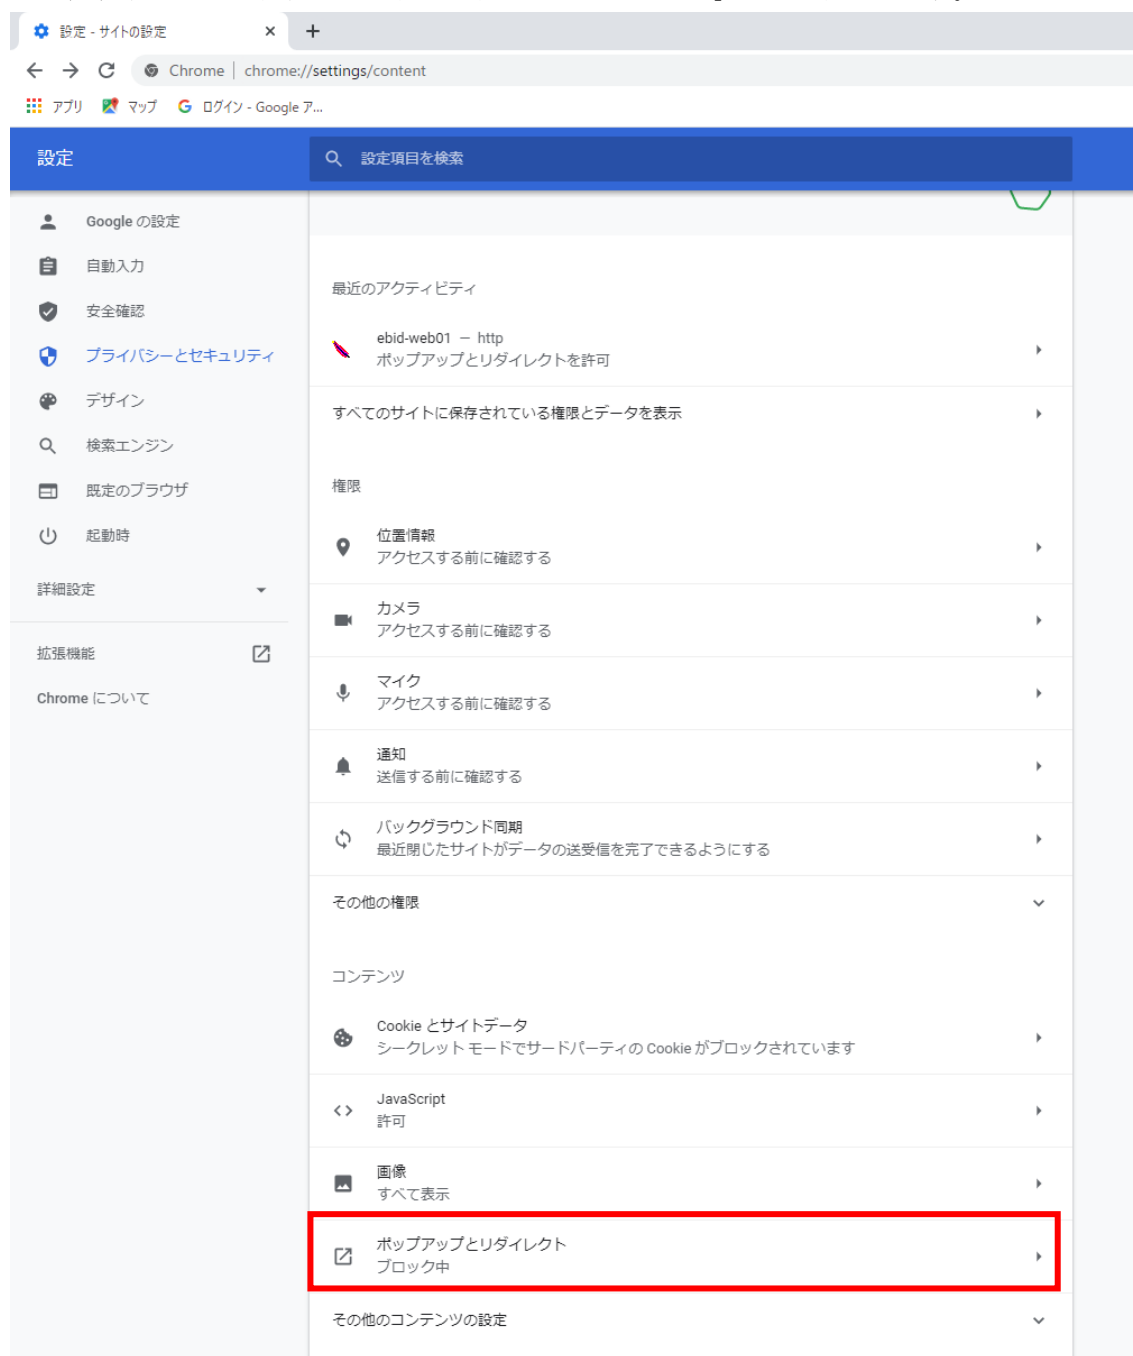 設定 - サイトの設定
Chrome | chrome://settings/content
アプリ マップ ログイン - Google ア...
設定
設定項目を検索
Google の設定
自動入力
安全確認
プライバシーとセキュリティ
デザイン
検索エンジン
既定のブラウザ
起動時
詳細設定
拡張機能
Chrome について
最近のアクティビティ
ebid-web01 － http
ポップアップとリダイレクトを許可
すべてのサイトに保存されている権限とデータを表示
権限
位置情報
アクセスする前に確認する
カメラ
アクセスする前に確認する
マイク
アクセスする前に確認する
通知
送信する前に確認する
バックグラウンド同期
最近閉じたサイトがデータの送受信を完了できるようにする
その他の権限
コンテンツ
Cookie とサイトデータ
シークレット モードでサードパーティの Cookie がブロックされています
JavaScript
許可
画像
すべて表示
ポップアップとリダイレクト
ブロック中
その他のコンテンツの設定